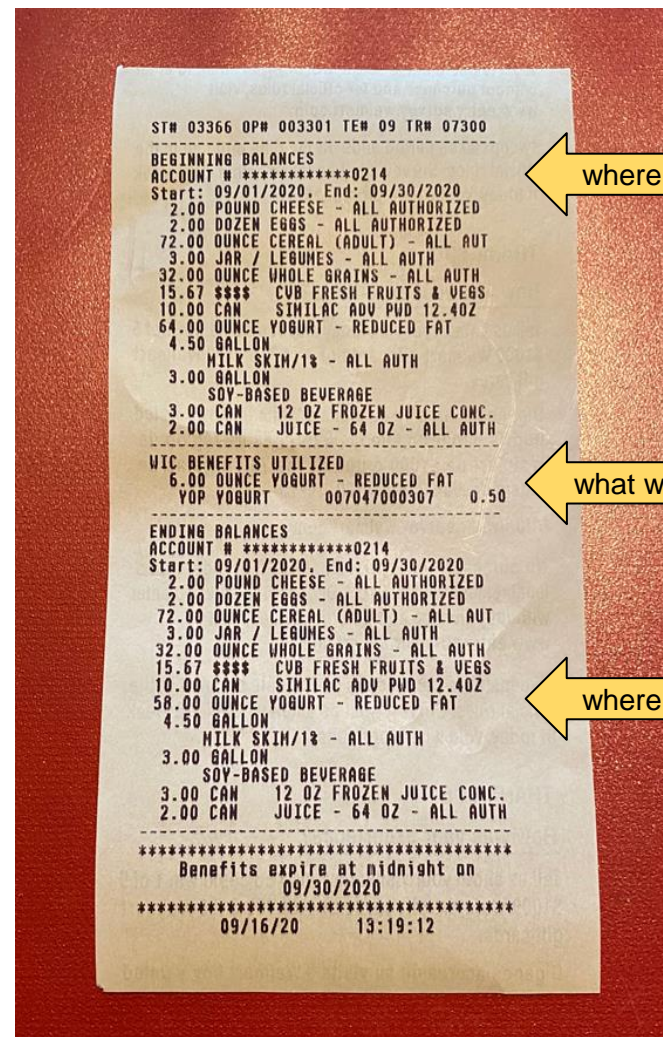 ST# 03366 OP# 003301 TE# 09 TR# 07300
BEGINNING BALANCES
ACCOUNT # ************0214
Start: 09/01/2020, End: 09/30/2020
2.00 POUND CHEESE - ALL AUTHORIZED
2.00 DOZEN EGGS - ALL AUTHORIZED
72.00 OUNCE CEREAL (ADULT) - ALL AUT
3.00 JAR / LEGUMES - ALL AUTH
32.00 OUNCE WHOLE GRAINS - ALL AUTH
15.67 $$$$ CVB FRESH FRUITS & VEGS
10.00 CAN SIMILAC ADV PWD 12.4OZ
64.00 OUNCE YOGURT - REDUCED FAT
4.50 GALLON
MILK SKIM/1% - ALL AUTH
3.00 GALLON
SOY-BASED BEVERAGE
3.00 CAN 12 OZ FROZEN JUICE CONC.
2.00 CAN JUICE - 64 OZ - ALL AUTH
WIC BENEFITS UTILIZED
6.00 OUNCE YOGURT - REDUCED FAT
YOP YOGURT 007047000307 0.50
ENDING BALANCES
ACCOUNT # ************0214
Start: 09/01/2020, End: 09/30/2020
2.00 POUND CHEESE - ALL AUTHORIZED
2.00 DOZEN EGGS - ALL AUTHORIZED
72.00 OUNCE CEREAL (ADULT) - ALL AUT
3.00 JAR / LEGUMES - ALL AUTH
32.00 OUNCE WHOLE GRAINS - ALL AUTH
15.67 $$$$ CVB FRESH FRUITS & VEGS
10.00 CAN SIMILAC ADV PWD 12.4OZ
58.00 OUNCE YOGURT - REDUCED FAT
4.50 GALLON
MILK SKIM/1% - ALL AUTH
3.00 GALLON
SOY-BASED BEVERAGE
3.00 CAN 12 OZ FROZEN JUICE CONC.
2.00 CAN JUICE - 64 OZ - ALL AUTH
****************************************
Benefits expire at midnight on
09/30/2020
****************************************
09/16/20 13:19:12
where
what w
where